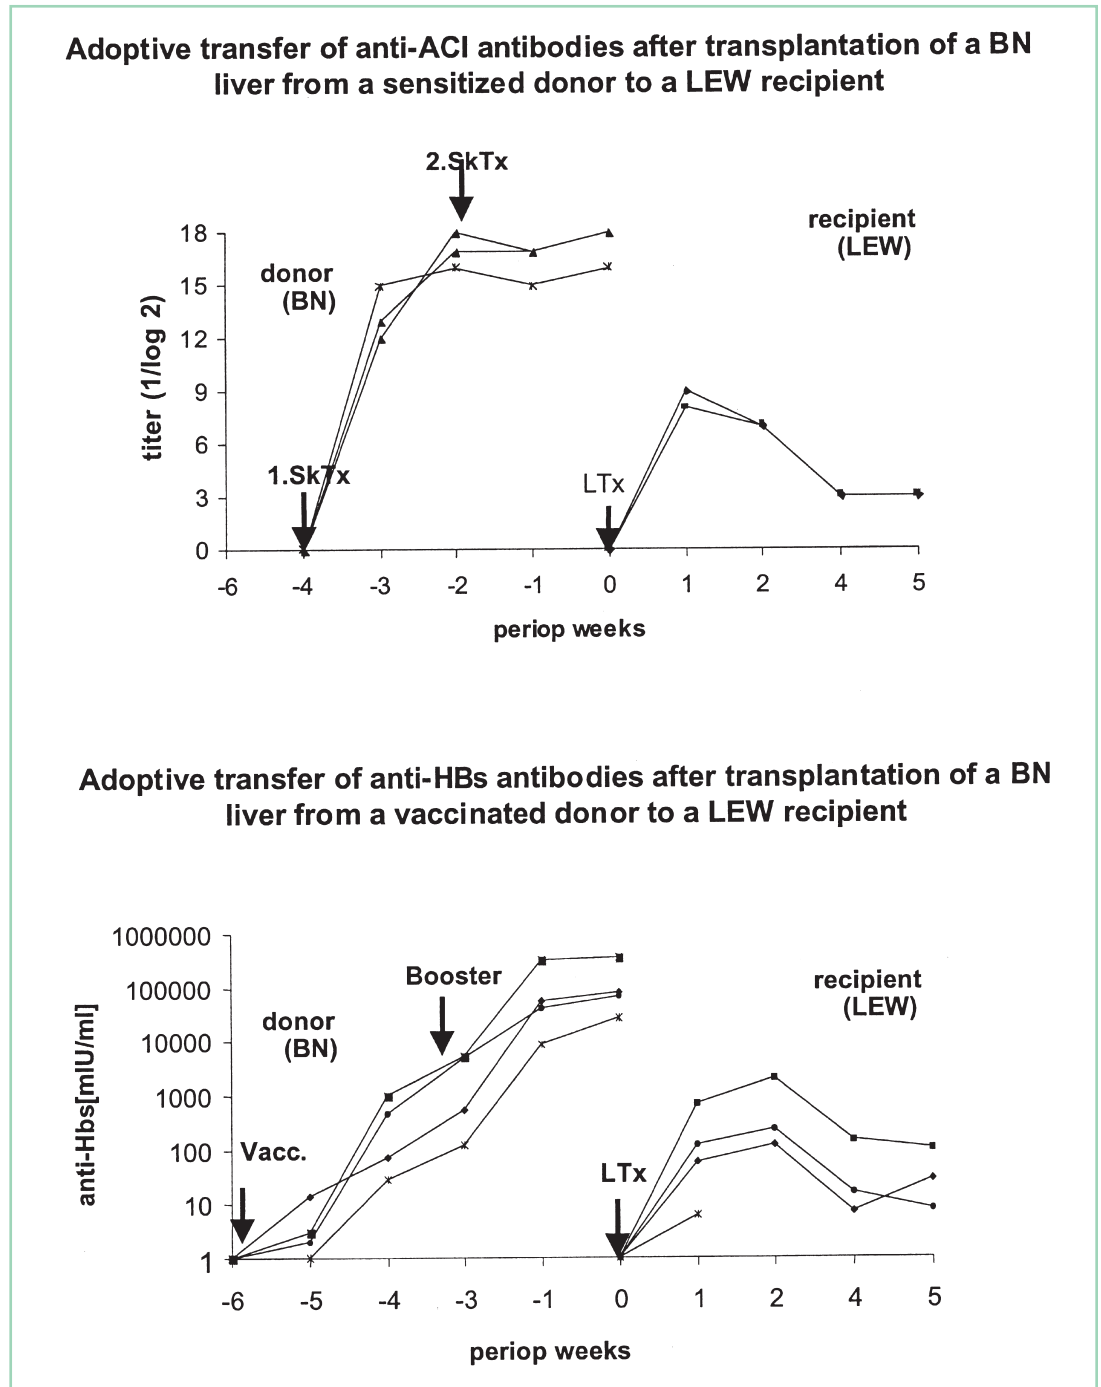 Adoptive transfer of anti-ACI antibodies after transplantation of a BN
liver from a sensitized donor to a LEW recipient
2.SkTx
recipient
(LEW)
donor
(BN)
18
15
12
9
6
3
0
titer (1/log 2)
1.SkTx
LTx
-6 -4 -3 -2 -1 0 1 2 4 5
periop weeks
Adoptive transfer of anti-HBs antibodies after transplantation of a BN
liver from a vaccinated donor to a LEW recipient
1000000
100000
10000
1000
100
10
1
anti-Hbs[mIU/ml]
Booster
recipient
(LEW)
donor
(BN)
Vacc.
LTx
-6 -5 -4 -3 -1 0 1 2 4 5
periop weeks